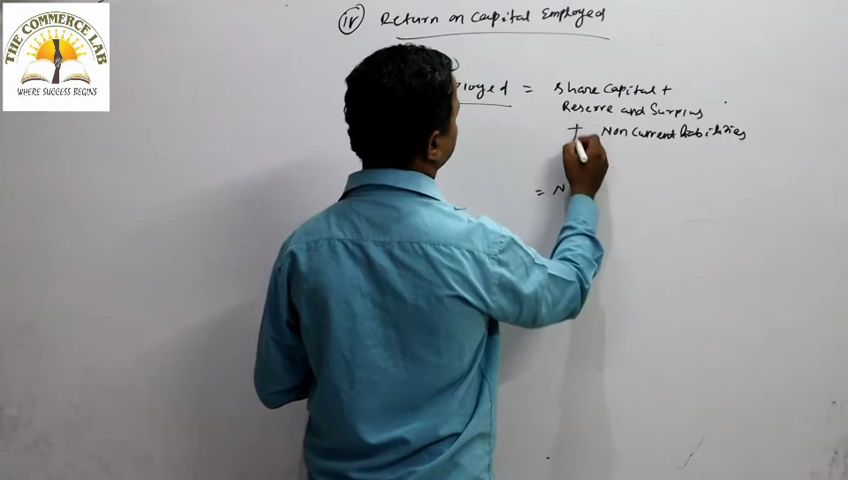 THE COMMERCE LAB
WHERE SUCCESS BEGINS
iv Return on Capital Employed
ployed = Share Capital +
Reserve and Surplus
+ Non Current liabilities
= N